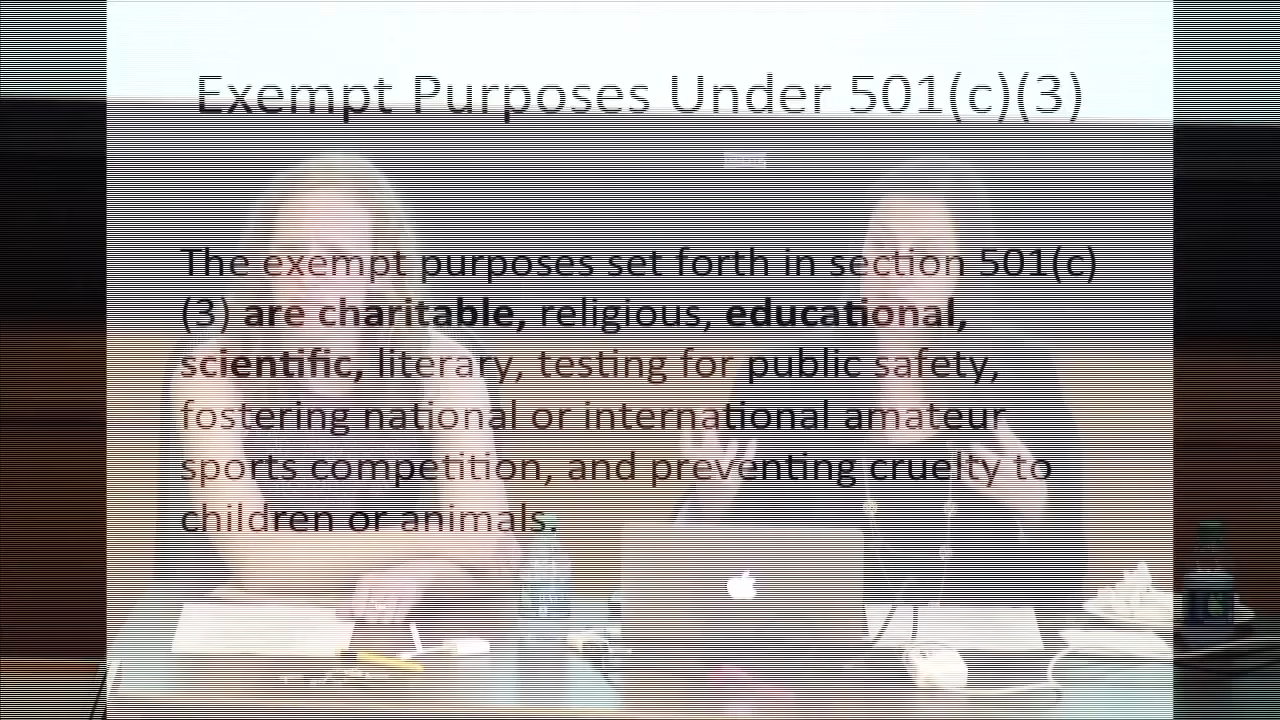 Exempt Purposes Under 501(c)(3)
The exempt purposes set forth in section 501(c)
(3) are charitable, religious, educational,
scientific, literary, testing for public safety,
fostering national or international amateur
sports competition, and preventing cruelty to
children or animals.